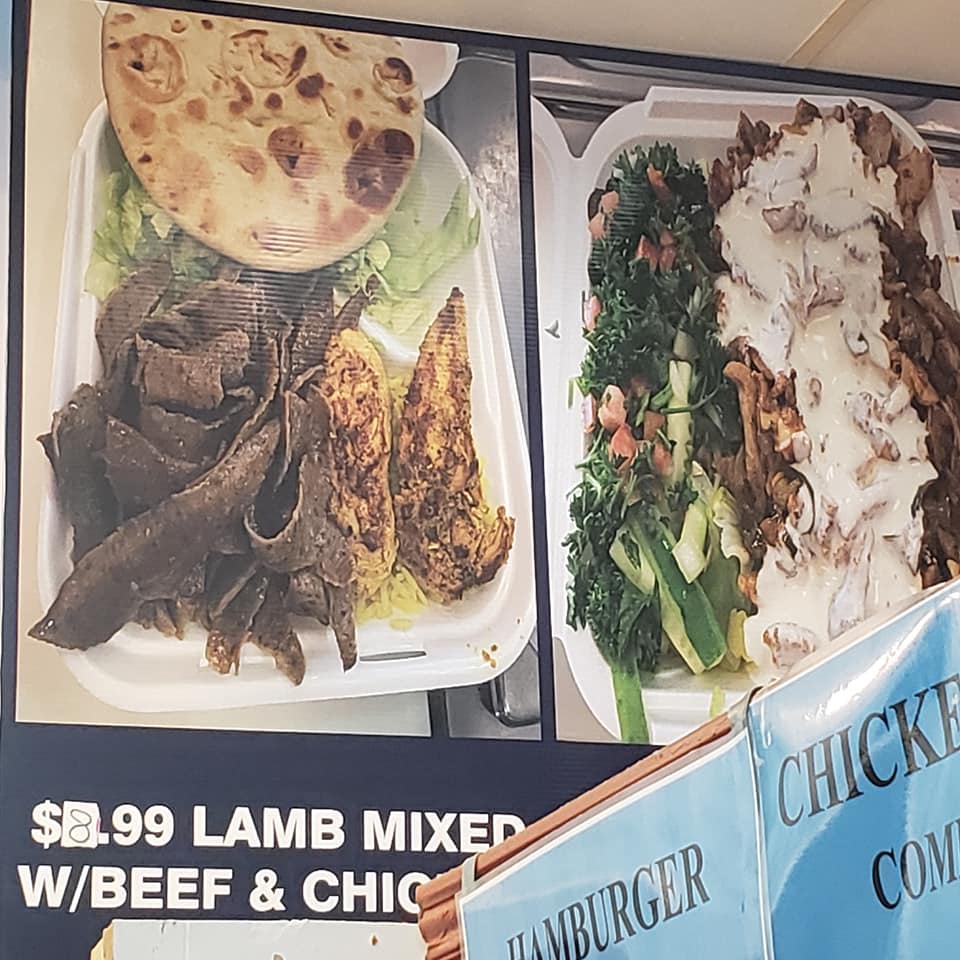 $8.99 LAMB MIXED
W/BEEF & CHIC
HAMBURGER
CHICKE
COM